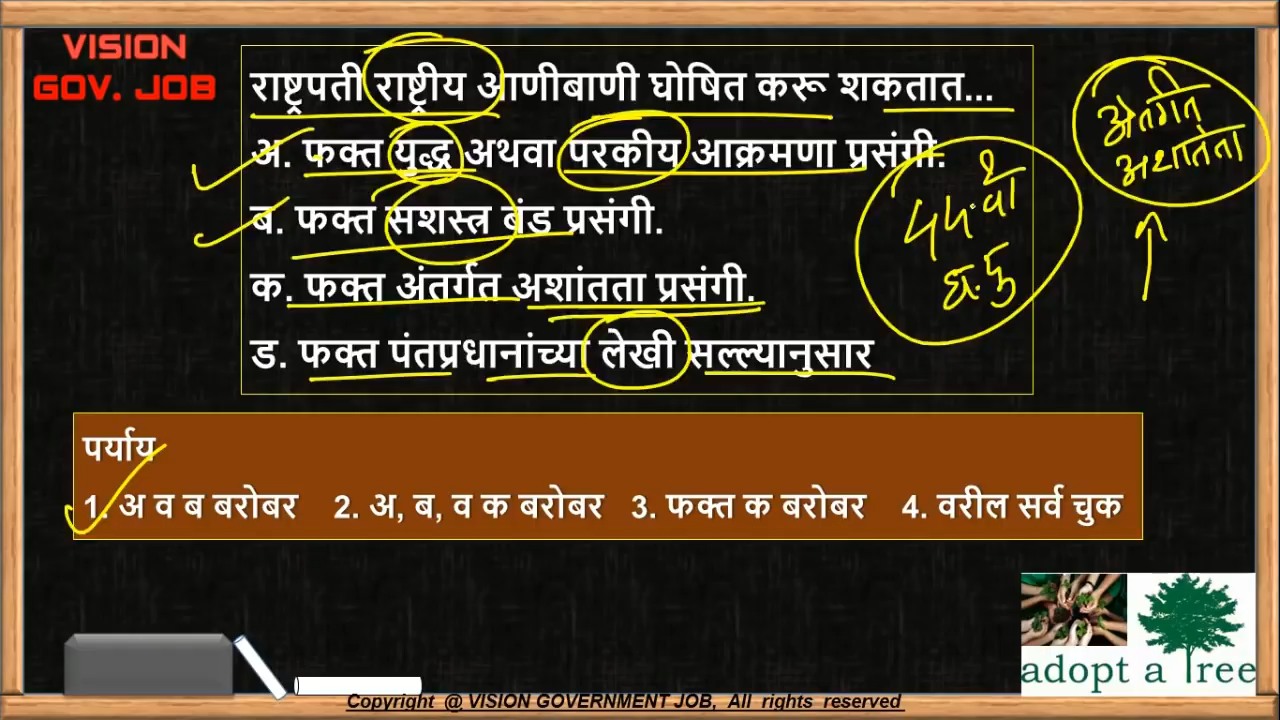 VISION
GOV. JOB
राष्ट्रपती राष्ट्रीय आणीबाणी घोषित करू शकतात...
अ. फक्त युद्ध अथवा परकीय आक्रमणा प्रसंगी.
ब. फक्त सशस्त्र बंड प्रसंगी.
क. फक्त अंतर्गत अशांतता प्रसंगी.
ड. फक्त पंतप्रधानांच्या लेखी सल्ल्यानुसार
अंतर्गत
अशांतता
घ. दु
पर्याय
1. अ व ब बरोबर 2. अ, ब, व क बरोबर 3. फक्त क बरोबर 4. वरील सर्व चुक
adopt a Tree
Copyright @ VISION GOVERNMENT JOB, All rights reserved